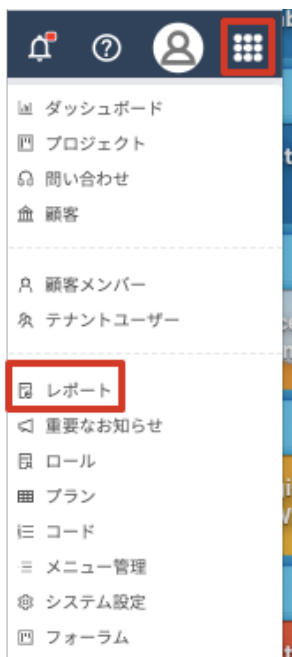 ダッシュボード
プロジェクト
問い合わせ
顧客
顧客メンバー
テナントユーザー
レポート
重要なお知らせ
ロール
プラン
コード
メニュー管理
システム設定
フォーラム